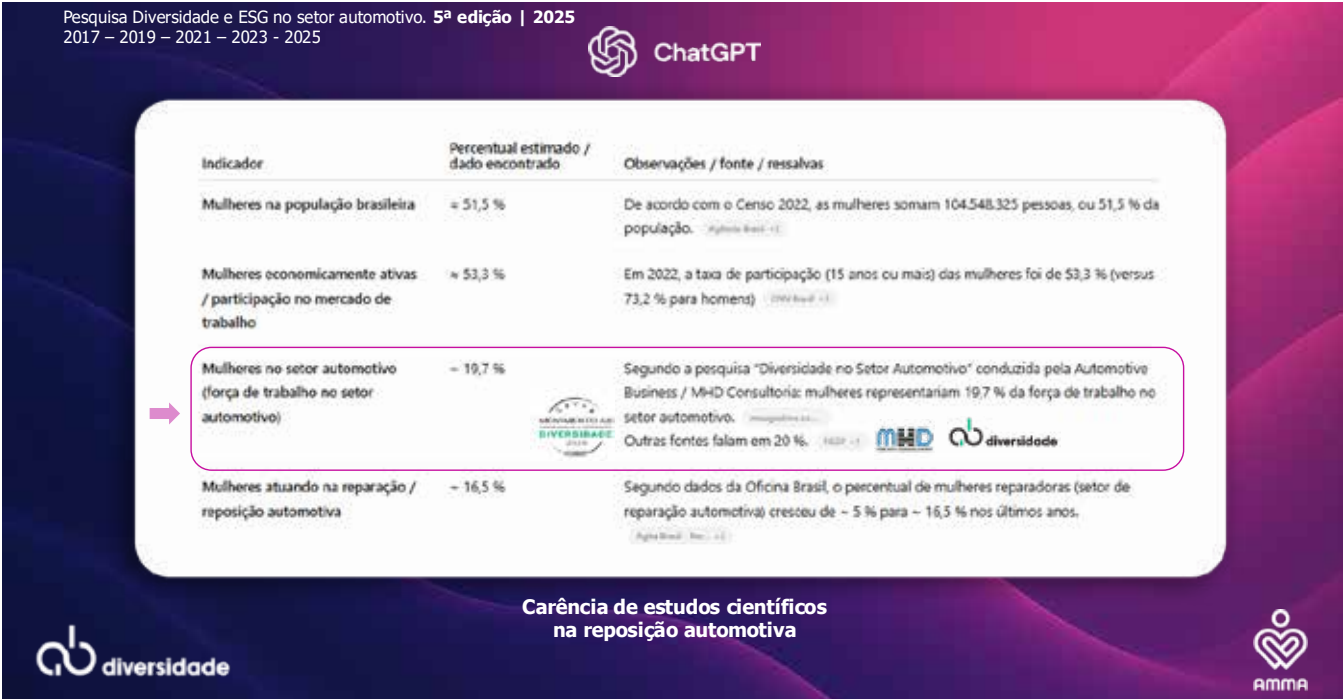 Pesquisa Diversidade e ESG no setor automotivo. 5ª edição | 2025
2017 – 2019 – 2021 – 2023 - 2025
ChatGPT
Indicador
Percentual estimado /
dado encontrado
Observações / fonte / ressalvas
Mulheres na população brasileira
≈ 51,5 %
De acordo com o Censo 2022, as mulheres somam 104.548.325 pessoas, ou 51,5 % da
população. Agência Brasil +1
Mulheres economicamente ativas
/ participação no mercado de
trabalho
≈ 53,3 %
Em 2022, a taxa de participação (15 anos ou mais) das mulheres foi de 53,3 % (versus
73,2 % para homens) CNN Brasil +1
Mulheres no setor automotivo
(força de trabalho no setor
automotivo)
~ 19,7 %
Segundo a pesquisa “Diversidade no Setor Automotivo” conduzida pela Automotive
Business / MHD Consultoria: mulheres representariam 19,7 % da força de trabalho no
setor automotivo.
Outras fontes falam em 20 %.
DIVERSIDADE
MHD
ab diversidade
Mulheres atuando na reparação /
reposição automotiva
~ 16,5 %
Segundo dados da Oficina Brasil, o percentual de mulheres reparadoras (setor de
reparação automotiva) cresceu de ~ 5 % para ~ 16,5 % nos últimos anos.
Carência de estudos científicos
na reposição automotiva
ab diversidade
AMMA